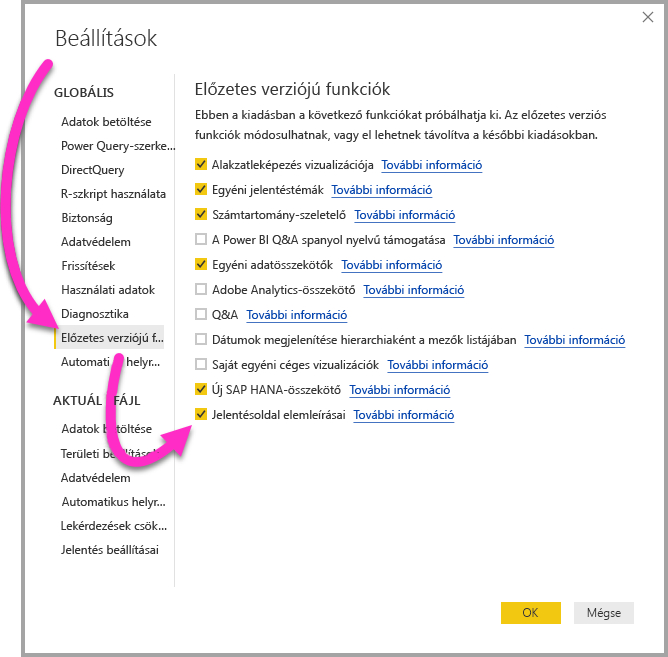 Beállítások
GLOBÁLIS
Adatok betöltése
Power Query-szerke...
DirectQuery
R-szkript használata
Biztonság
Adatvédelem
Frissítések
Használati adatok
Diagnosztika
Előzetes verziójú f...
Automati helyr...
AKTUÁL FÁJL
Adatok betöltése
Területi beállítások
Adatvédelem
Automatikus helyr...
Lekérdezések csök...
Jelentés beállításai
Előzetes verziójú funkciók
Ebben a kiadásban a következő funkciókat próbálhatja ki. Az előzetes verziós
funkciók módosulhatnak, vagy el lehetnek távolítva a későbbi kiadásokban.
Alakzatleképezés vizualizációja További információ
Egyéni jelentéstémák További információ
Számtartomány-szeletelő További információ
A Power BI Q&A spanyol nyelvű támogatása További információ
Egyéni adatösszekötők További információ
Adobe Analytics-összekötő További információ
Q&A További információ
Dátumok megjelenítése hierarchiaként a mezők listájában További információ
Saját egyéni céges vizualizációk További információ
Új SAP HANA-összekötő További információ
Jelentésoldal elemleírásai További információ
OK
Mégse